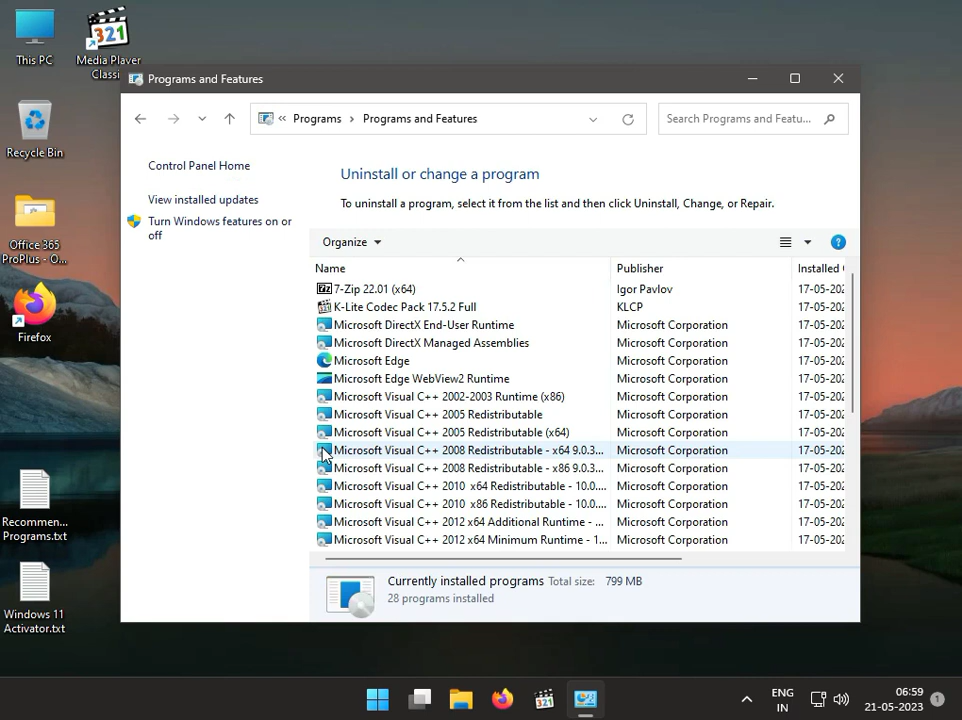 This PC
Media Player
Classi
Recycle Bin
Office 365
ProPlus - O...
Firefox
Recommen...
Programs.txt
Windows 11
Activator.txt
Programs and Features
Programs
Programs and Features
Search Programs and Featu...
Control Panel Home
View installed updates
Turn Windows features on or
off
Uninstall or change a program
To uninstall a program, select it from the list and then click Uninstall, Change, or Repair.
Organize
Name Publisher Installed
7-Zip 22.01 (x64) Igor Pavlov 17-05-202
K-Lite Codec Pack 17.5.2 Full KLCP 17-05-202
Microsoft DirectX End-User Runtime Microsoft Corporation 17-05-202
Microsoft DirectX Managed Assemblies Microsoft Corporation 17-05-202
Microsoft Edge Microsoft Corporation 17-05-202
Microsoft Edge WebView2 Runtime Microsoft Corporation 17-05-202
Microsoft Visual C++ 2002-2003 Runtime (x86) Microsoft Corporation 17-05-202
Microsoft Visual C++ 2005 Redistributable Microsoft Corporation 17-05-202
Microsoft Visual C++ 2005 Redistributable (x64) Microsoft Corporation 17-05-202
Microsoft Visual C++ 2008 Redistributable - x64 9.0.3... Microsoft Corporation 17-05-202
Microsoft Visual C++ 2008 Redistributable - x86 9.0.3... Microsoft Corporation 17-05-202
Microsoft Visual C++ 2010 x64 Redistributable - 10.0.... Microsoft Corporation 17-05-202
Microsoft Visual C++ 2010 x86 Redistributable - 10.0.... Microsoft Corporation 17-05-202
Microsoft Visual C++ 2012 x64 Additional Runtime - ... Microsoft Corporation 17-05-202
Microsoft Visual C++ 2012 x64 Minimum Runtime - 1... Microsoft Corporation 17-05-202
Currently installed programs Total size: 799 MB
28 programs installed
321
321
ENG
IN
06:59
21-05-2023
1